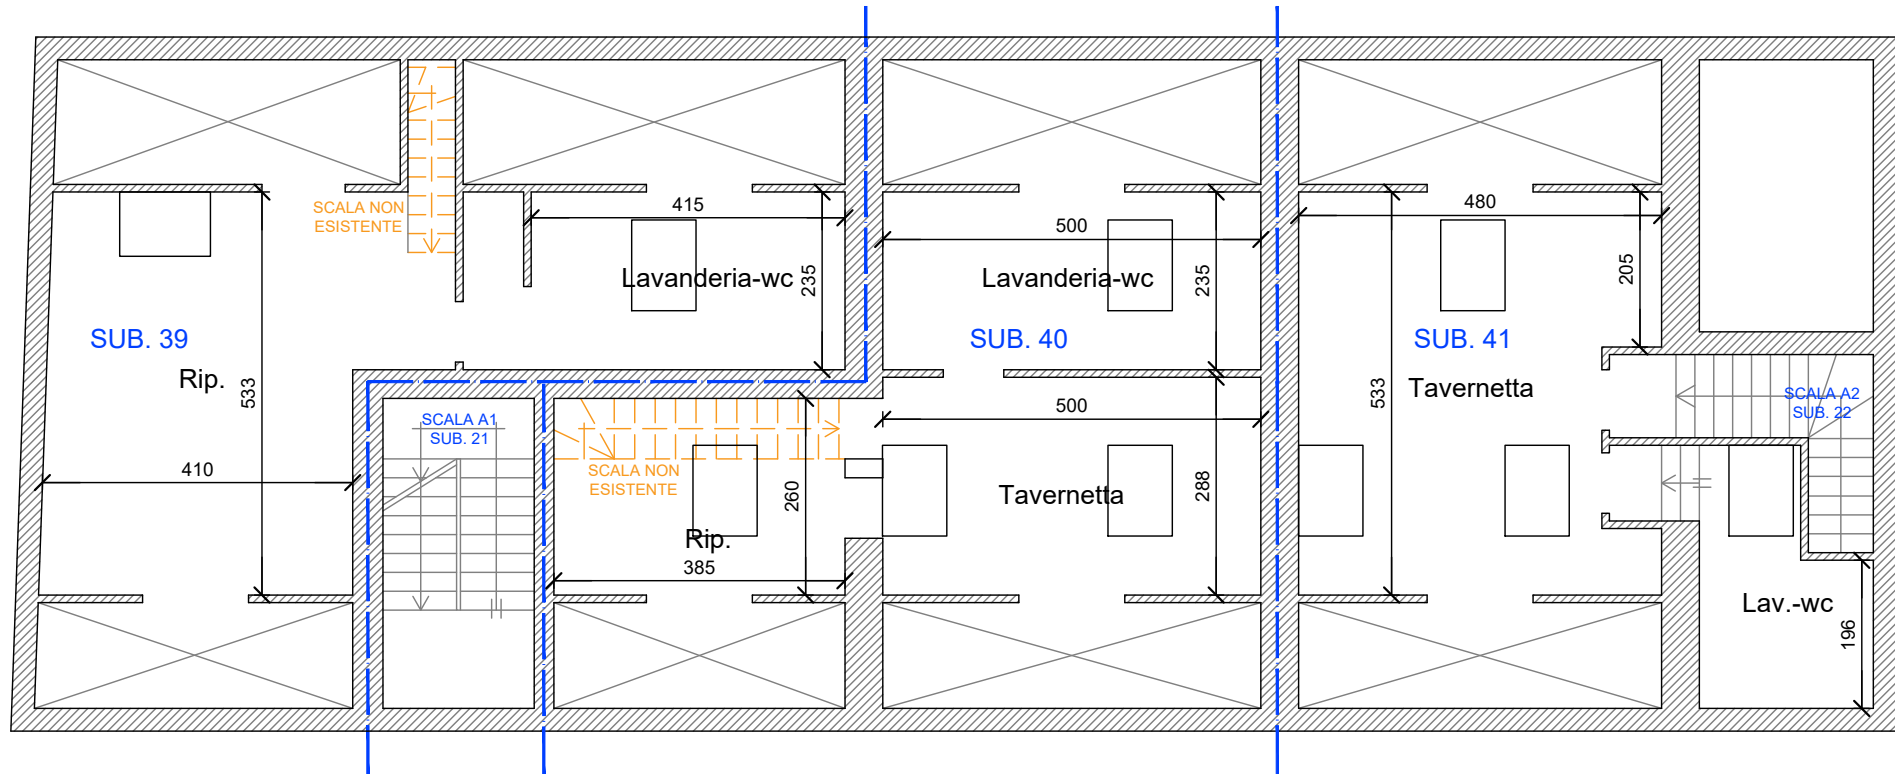 SCALA NON
ESISTENTE
415
480
500
Lavanderia-wc
235
Lavanderia-wc
235
205
SUB. 39
SUB. 40
SUB. 41
Rip.
533
533
Tavernetta
SCALA A2
SUB. 22
SCALA A1
SUB. 21
500
410
SCALA NON
ESISTENTE
260
Tavernetta
288
Rip.
385
Lav.-wc
196